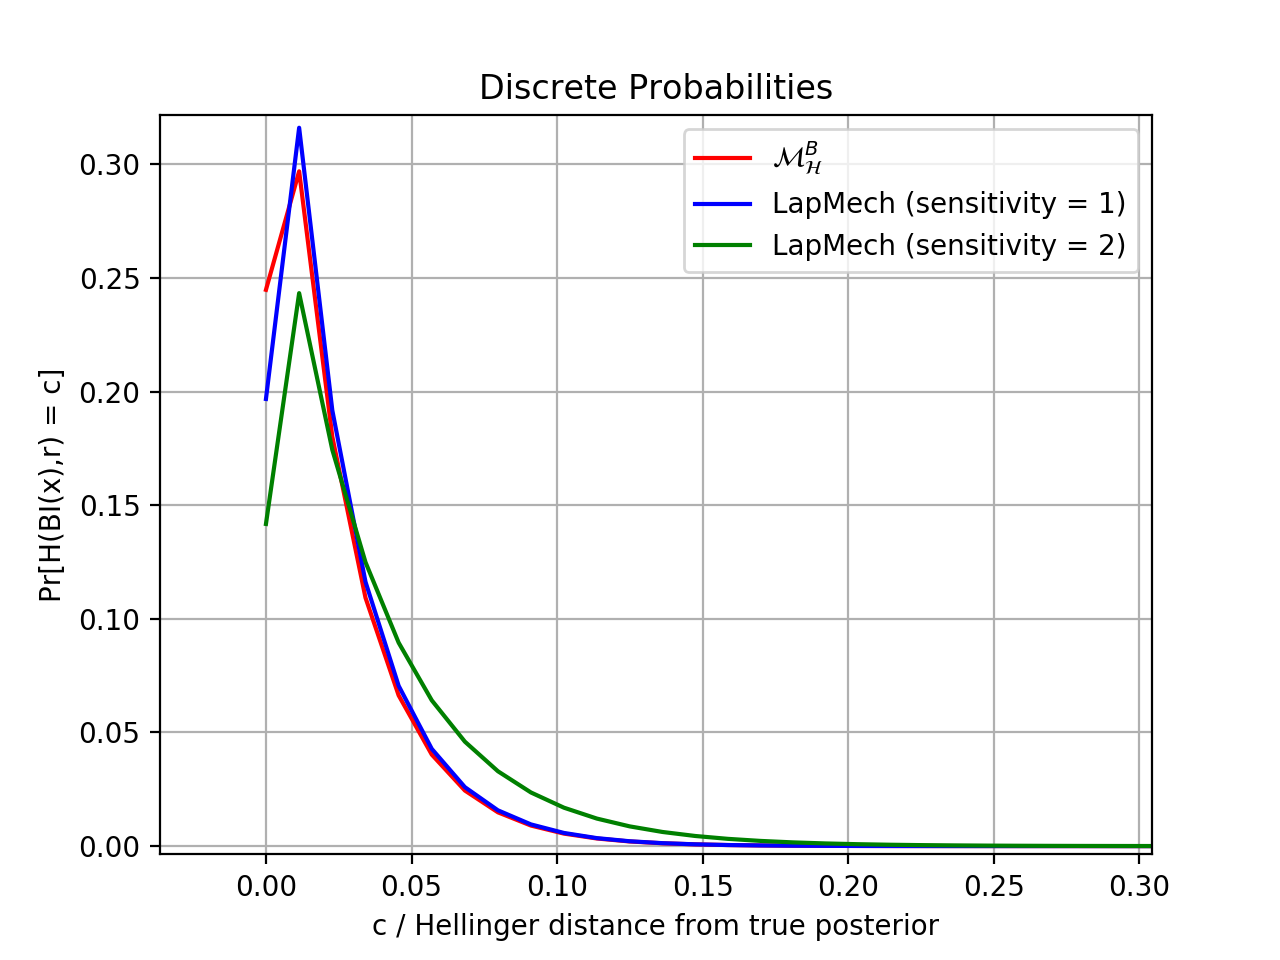 Discrete Probabilities
Pr[H(BI(x),r) = c]
0.30
0.25
0.20
0.15
0.10
0.05
0.00
ℳ_ℋ^B
LapMech (sensitivity = 1)
LapMech (sensitivity = 2)
0.00 0.05 0.10 0.15 0.20 0.25 0.30
c / Hellinger distance from true posterior